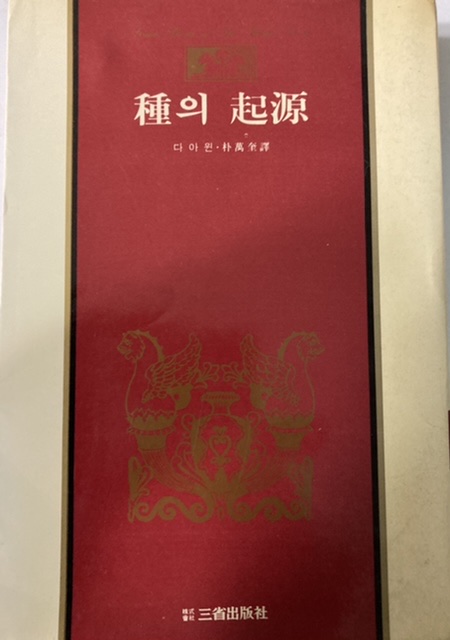 種의 起源
다아윈·朴萬奎譯
株式會社 三省出版社